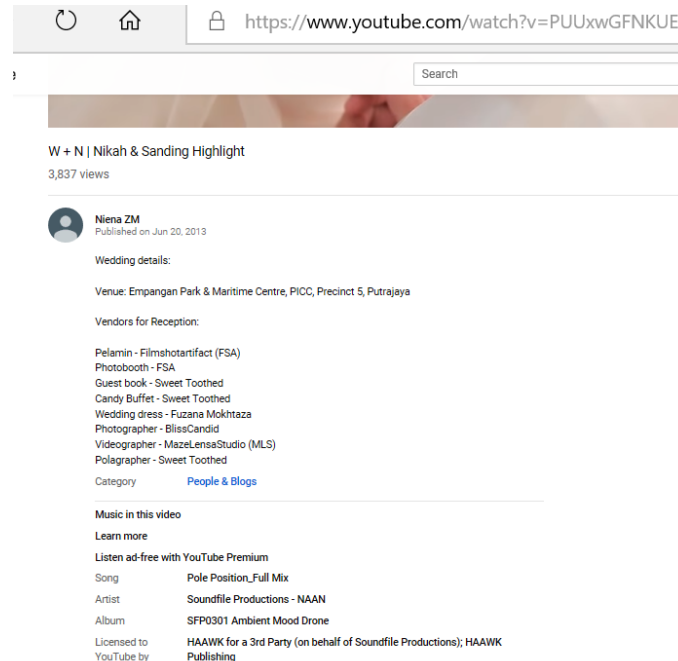 https://www.youtube.com/watch?v=PUUxwGFNKUE
Search
W + N | Nikah & Sanding Highlight
3,837 views
Niena ZM
Published on Jun 20, 2013
Wedding details:
Venue: Empangan Park & Maritime Centre, PICC, Precinct 5, Putrajaya
Vendors for Reception:
Pelamin - Filmshotartifact (FSA)
Photobooth - FSA
Guest book - Sweet Toothed
Candy Buffet - Sweet Toothed
Wedding dress - Fuzana Mokhtaza
Photographer - BlissCandid
Videographer - MazeLensaStudio (MLS)
Polagrapher - Sweet Toothed
Category People & Blogs
Music in this video
Learn more
Listen ad-free with YouTube Premium
Song Pole Position_Full Mix
Artist Soundfile Productions - NAAN
Album SFP0301 Ambient Mood Drone
Licensed to HAAWK for a 3rd Party (on behalf of Soundfile Productions); HAAWK
YouTube by Publishing